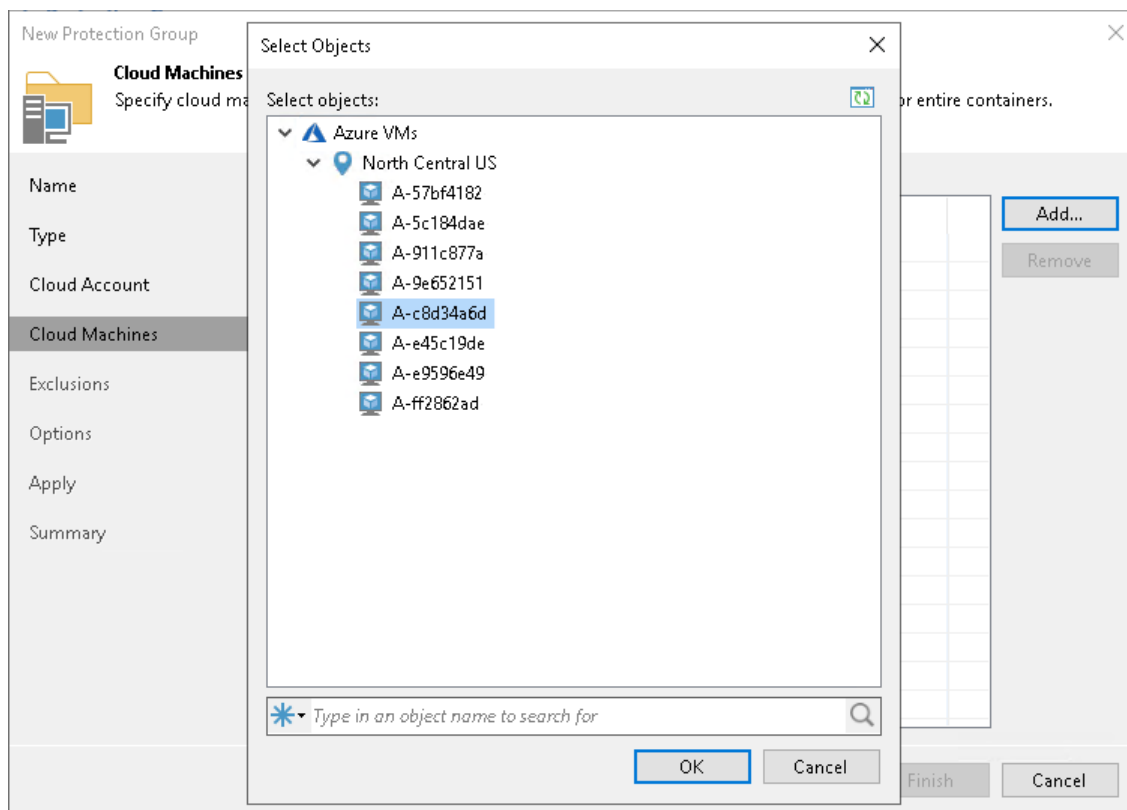 New Protection Group
Cloud Machines
Specify cloud ma
or entire containers.
Name
Type
Cloud Account
Cloud Machines
Exclusions
Options
Apply
Summary
Select Objects
Select objects:
Azure VMs
North Central US
A-57bf4182
A-5c184dae
A-911c877a
A-9e652151
A-c8d34a6d
A-e45c19de
A-e9596e49
A-ff2862ad
Type in an object name to search for
OK
Cancel
Add...
Remove
Finish
Cancel